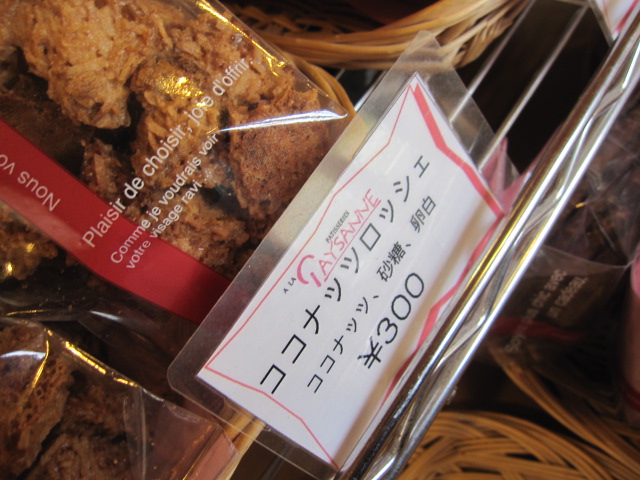 Nous vo
Plaisir de choisir, joie d'offrir
Comme je voudrais voir
votre visage ravi
A LA
PATISSERIES
PAYSANNE
ココナッツロッシェ
ココナッツ、砂糖、卵白
¥300